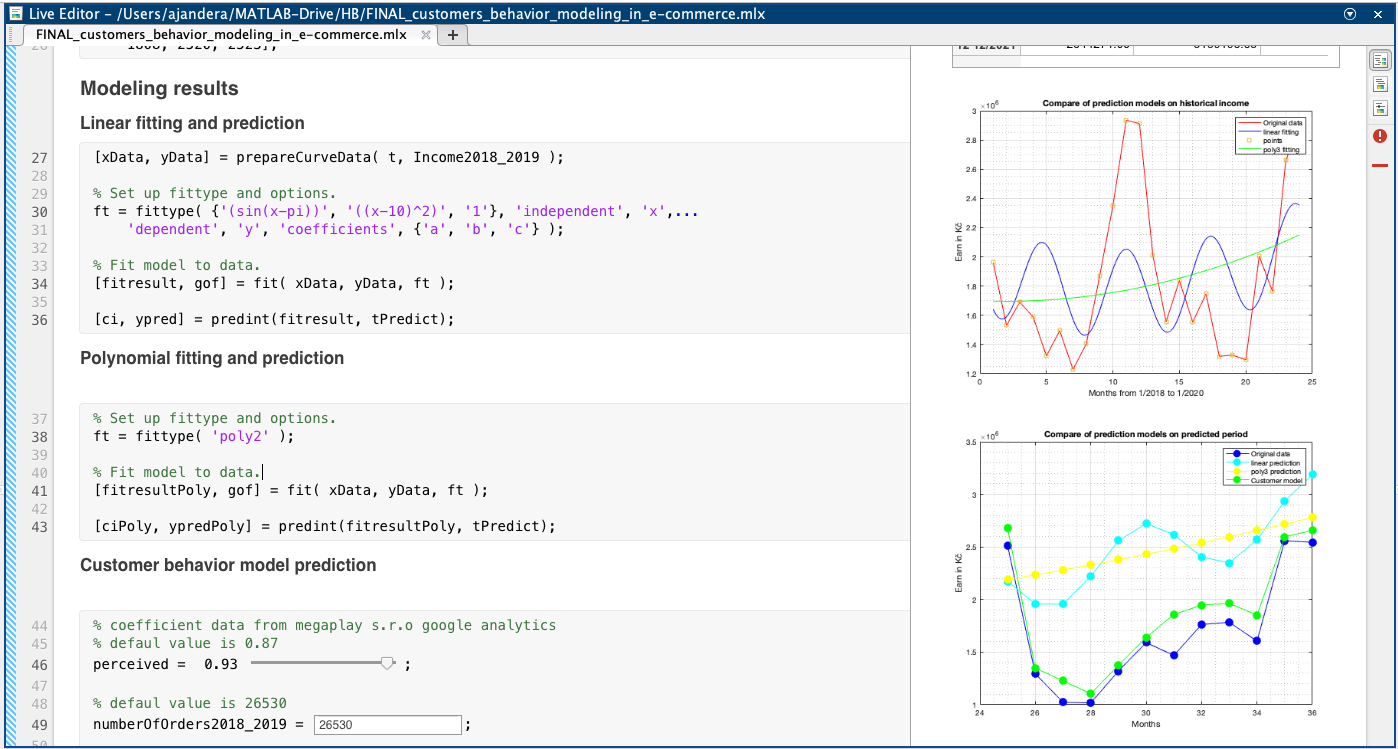 Live Editor - /Users/ajandera/MATLAB-Drive/HB/FINAL_customers_behavior_modeling_in_e-commerce.mlx
FINAL_customers_behavior_modeling_in_e-commerce.mlx
Modeling results
Linear fitting and prediction
27 [xData, yData] = prepareCurveData( t, Income2018_2019 );
28
29 % Set up fittype and options.
30 ft = fittype( {'(sin(x-pi))', '((x-10)^2)', '1'}, 'independent', 'x',...
31 'dependent', 'y', 'coefficients', {'a', 'b', 'c'} );
32
33 % Fit model to data.
34 [fitresult, gof] = fit( xData, yData, ft );
35
36 [ci, ypred] = predint(fitresult, tPredict);
Polynomial fitting and prediction
37 % Set up fittype and options.
38 ft = fittype( 'poly2' );
39
40 % Fit model to data.
41 [fitresultPoly, gof] = fit( xData, yData, ft );
42
43 [ciPoly, ypredPoly] = predint(fitresultPoly, tPredict);
Customer behavior model prediction
44 % coefficient data from megaplay s.r.o google analytics
45 % defaul value is 0.87
46 perceived = 0.93 ;
47
48 % defaul value is 26530
49 numberOfOrders2018_2019 = 26530 ;
Compare of prediction models on historical income
×10^6
Original data
linear fitting
points
poly3 fitting
3
2.8
2.6
2.4
2.2
2
1.8
1.6
1.4
1.2
Earn in Kč
0 5 10 15 20 25
Months from 1/2018 to 1/2020
Compare of prediction models on predicted period
×10^6
Original data
linear prediction
poly3 prediction
Customer model
3.5
3
2.5
2
1.5
1
Earn in Kč
24 26 28 30 32 34 36
Months